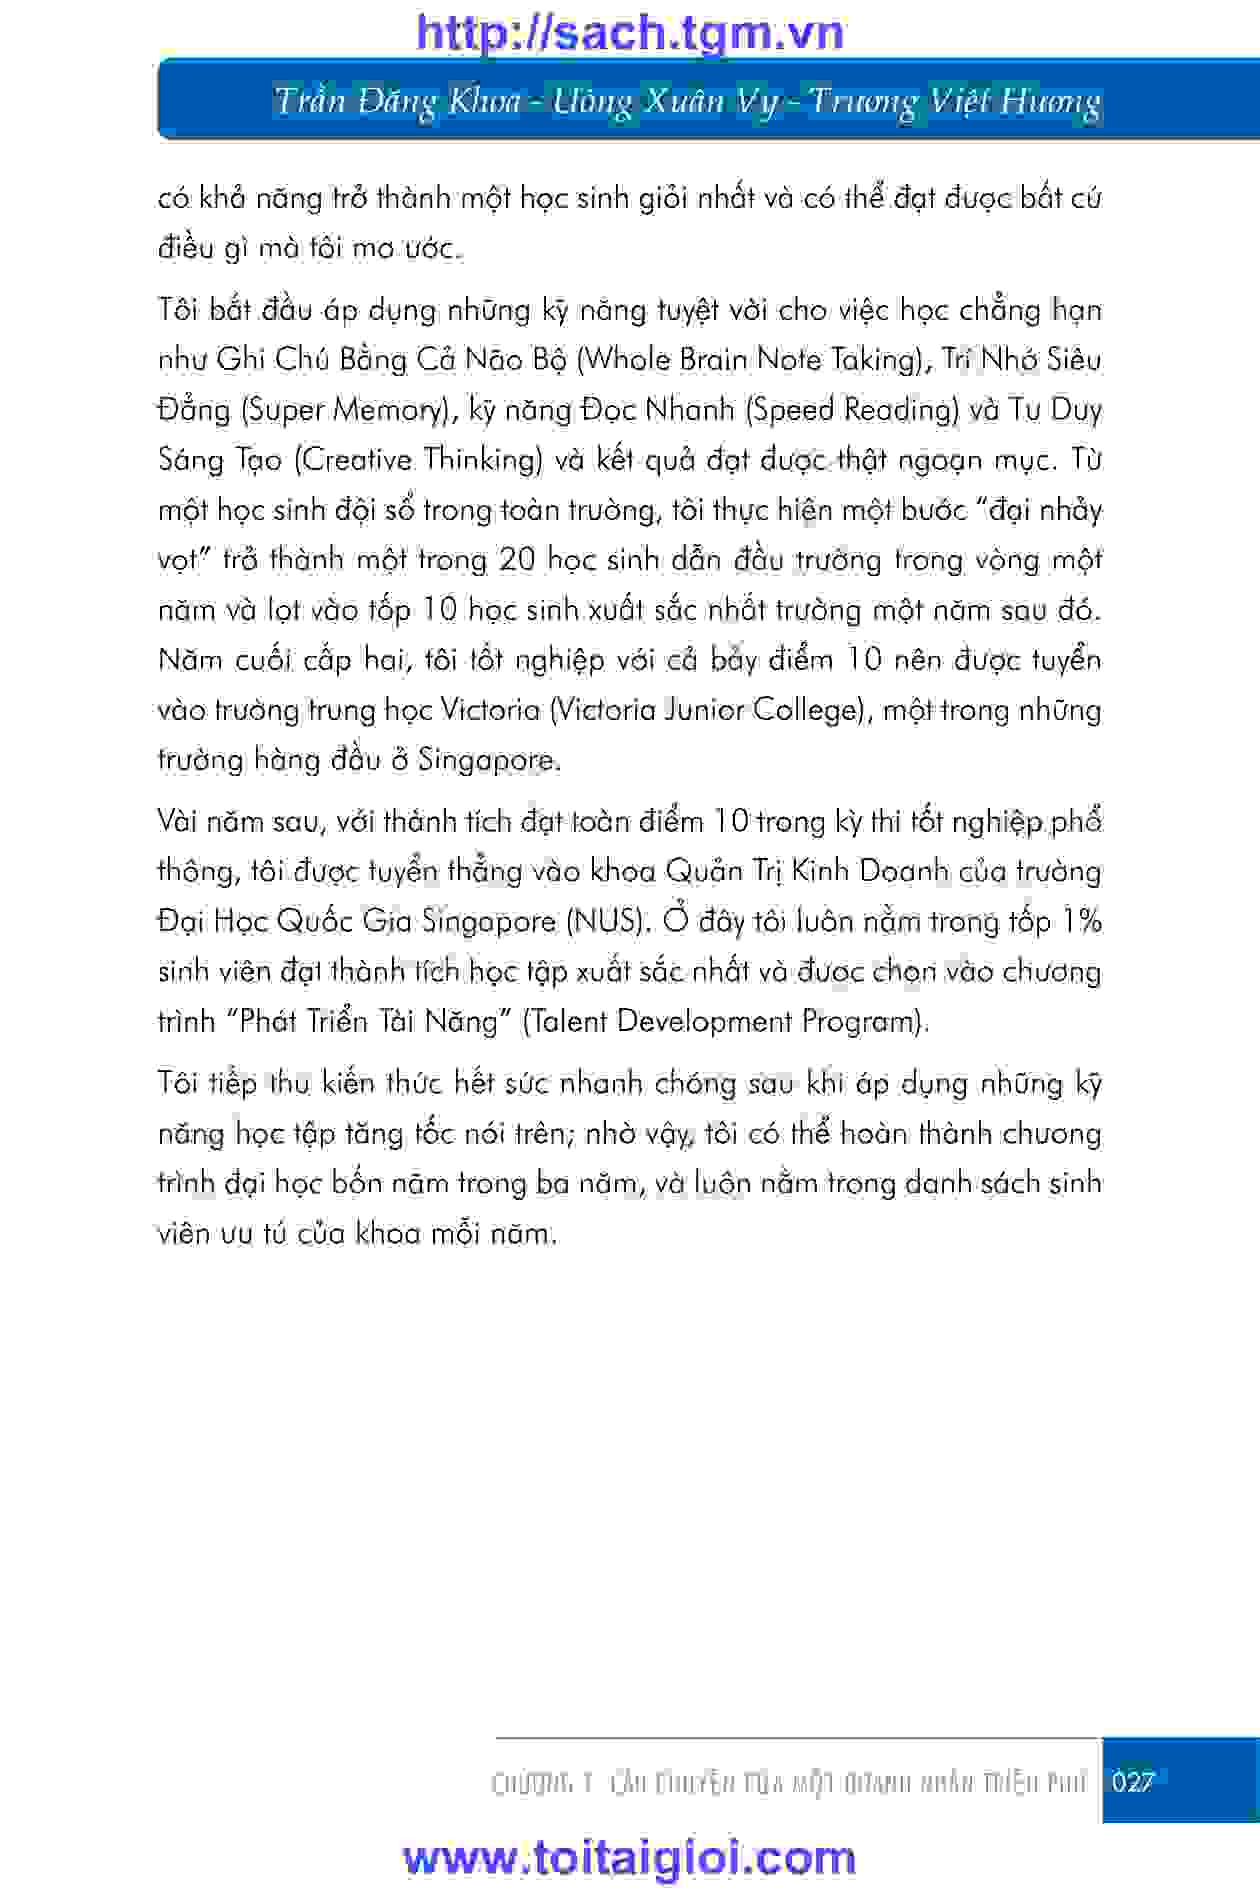 http://sach.tgm.vn
Trần Đăng Khoa - Uông Xuân Vy - Trương Việt Hương
có khả năng trở thành một học sinh giỏi nhất và có thể đạt được bất cứ
điều gì mà tôi mơ ước.
Tôi bắt đầu áp dụng những kỹ năng tuyệt vời cho việc học chẳng hạn
như Ghi Chú Bằng Cả Não Bộ (Whole Brain Note Taking), Trí Nhớ Siêu
Đẳng (Super Memory), kỹ năng Đọc Nhanh (Speed Reading) và Tư Duy
Sáng Tạo (Creative Thinking) và kết quả đạt được thật ngoạn mục. Từ
một học sinh đội sổ trong toàn trường, tôi thực hiện một bước “đại nhảy
vọt” trở thành một trong 20 học sinh dẫn đầu trường trong vòng một
năm và lọt vào tốp 10 học sinh xuất sắc nhất trường một năm sau đó.
Năm cuối cấp hai, tôi tốt nghiệp với cả bảy điểm 10 nên được tuyển
vào trường trung học Victoria (Victoria Junior College), một trong những
trường hàng đầu ở Singapore.
Vài năm sau, với thành tích đạt toàn điểm 10 trong kỳ thi tốt nghiệp phổ
thông, tôi được tuyển thẳng vào khoa Quản Trị Kinh Doanh của trường
Đại Học Quốc Gia Singapore (NUS). Ở đây tôi luôn nằm trong tốp 1%
sinh viên đạt thành tích học tập xuất sắc nhất và được chọn vào chương
trình “Phát Triển Tài Năng” (Talent Development Program).
Tôi tiếp thu kiến thức hết sức nhanh chóng sau khi áp dụng những kỹ
năng học tập tăng tốc nói trên; nhờ vậy, tôi có thể hoàn thành chương
trình đại học bốn năm trong ba năm, và luôn nằm trong danh sách sinh
viên ưu tú của khoa mỗi năm.
CHƯƠNG 1: CÂU CHUYỆN CỦA MỘT DOANH NHÂN TRIỆU PHÚ 027
www.toitaigioi.com